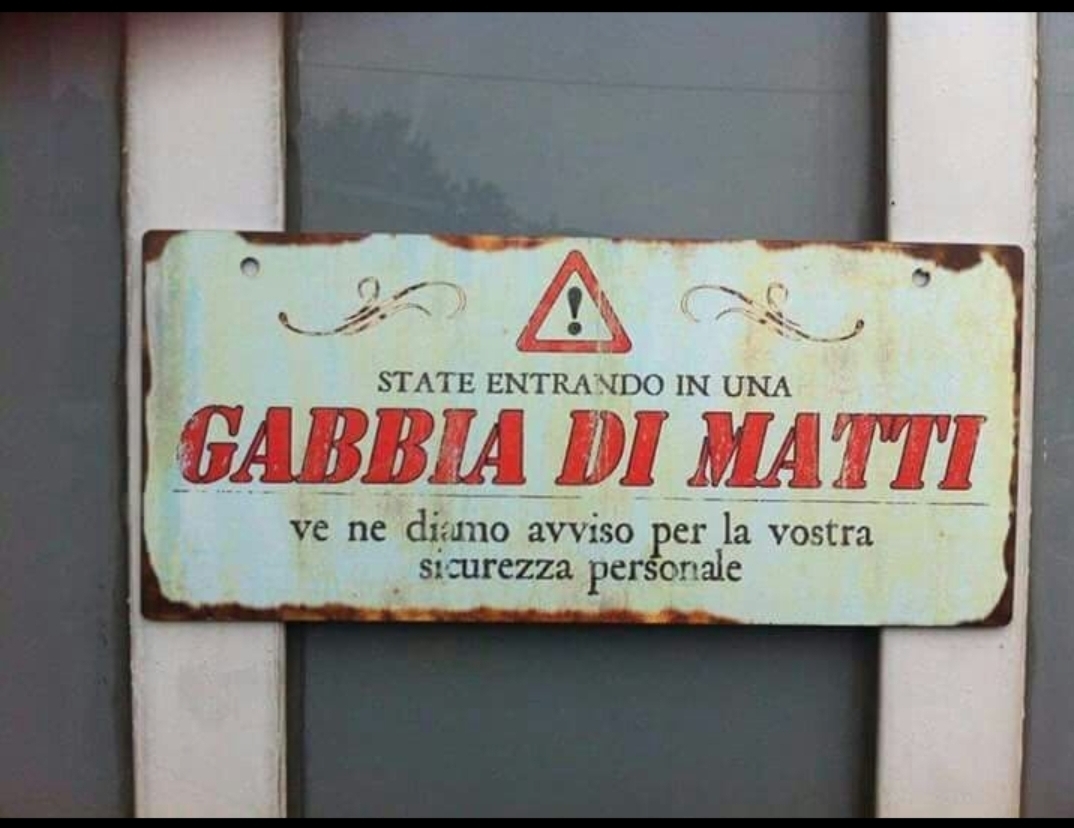 STATE ENTRANDO IN UNA
GABBIA DI MATTI
ve ne diamo avviso per la vostra
sicurezza personale